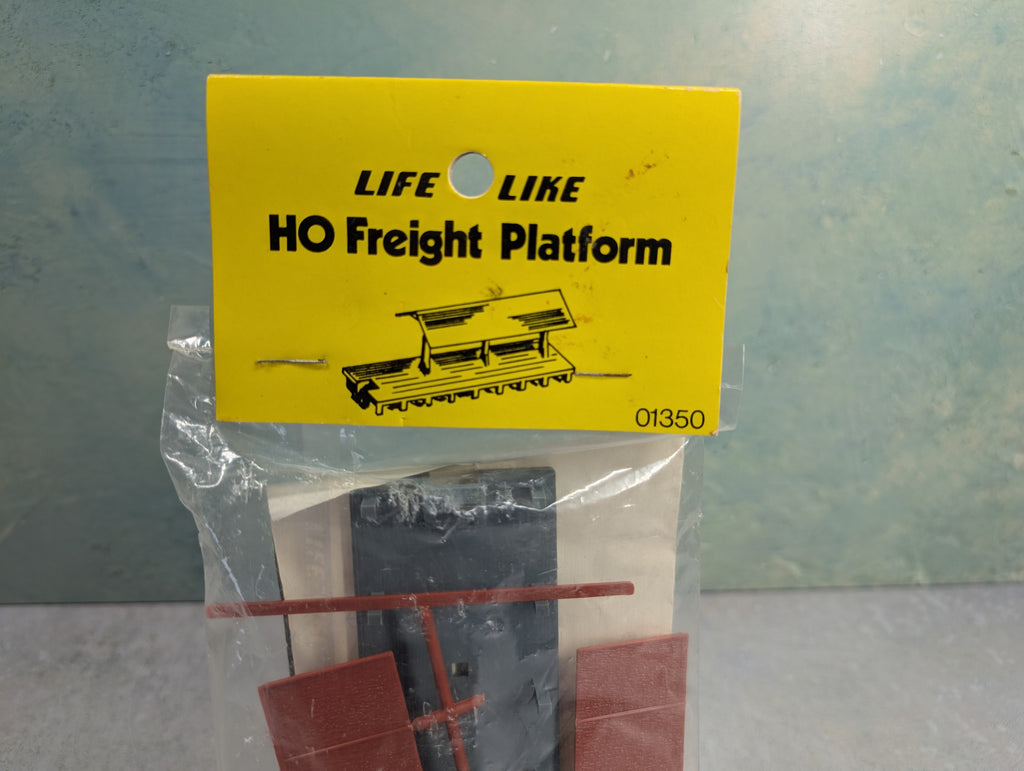 LIFE LIKE
HO Freight Platform
01350